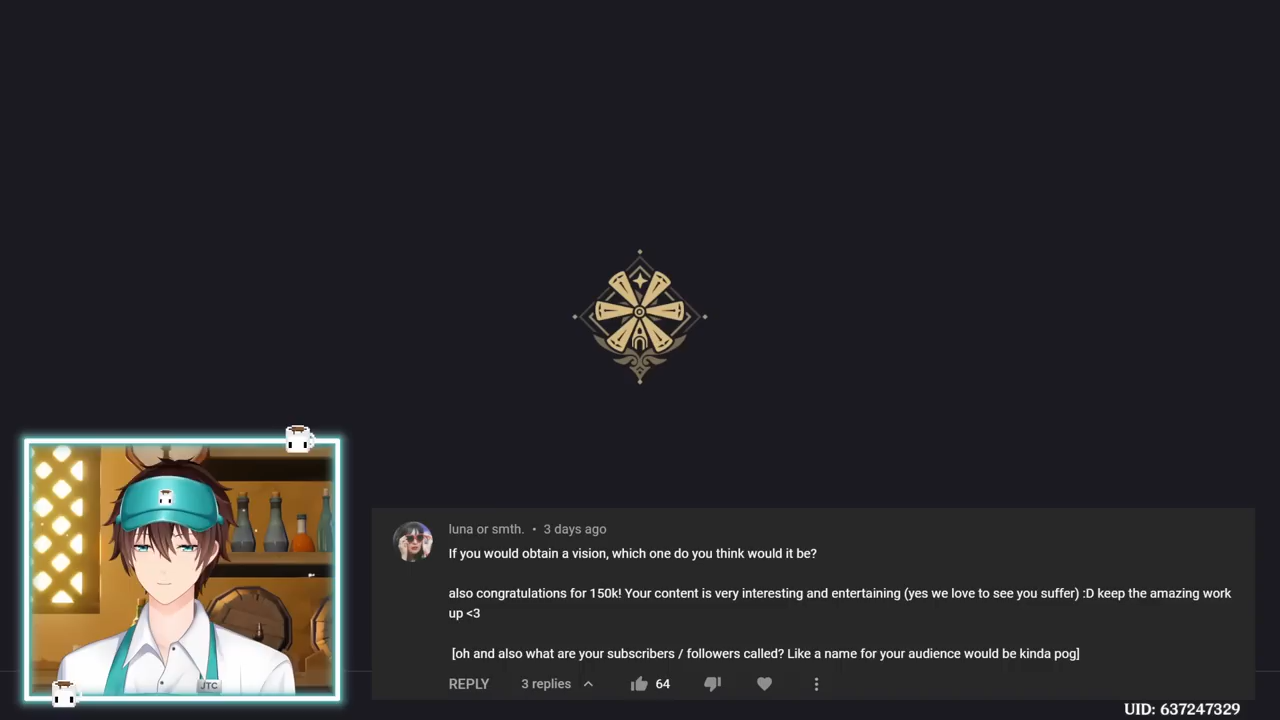 luna or smth. • 3 days ago
If you would obtain a vision, which one do you think would it be?
also congratulations for 150k! Your content is very interesting and entertaining (yes we love to see you suffer) :D keep the amazing work
up <3
[oh and also what are your subscribers / followers called? Like a name for your audience would be kinda pog]
REPLY 3 replies 64
JTC
UID: 637247329